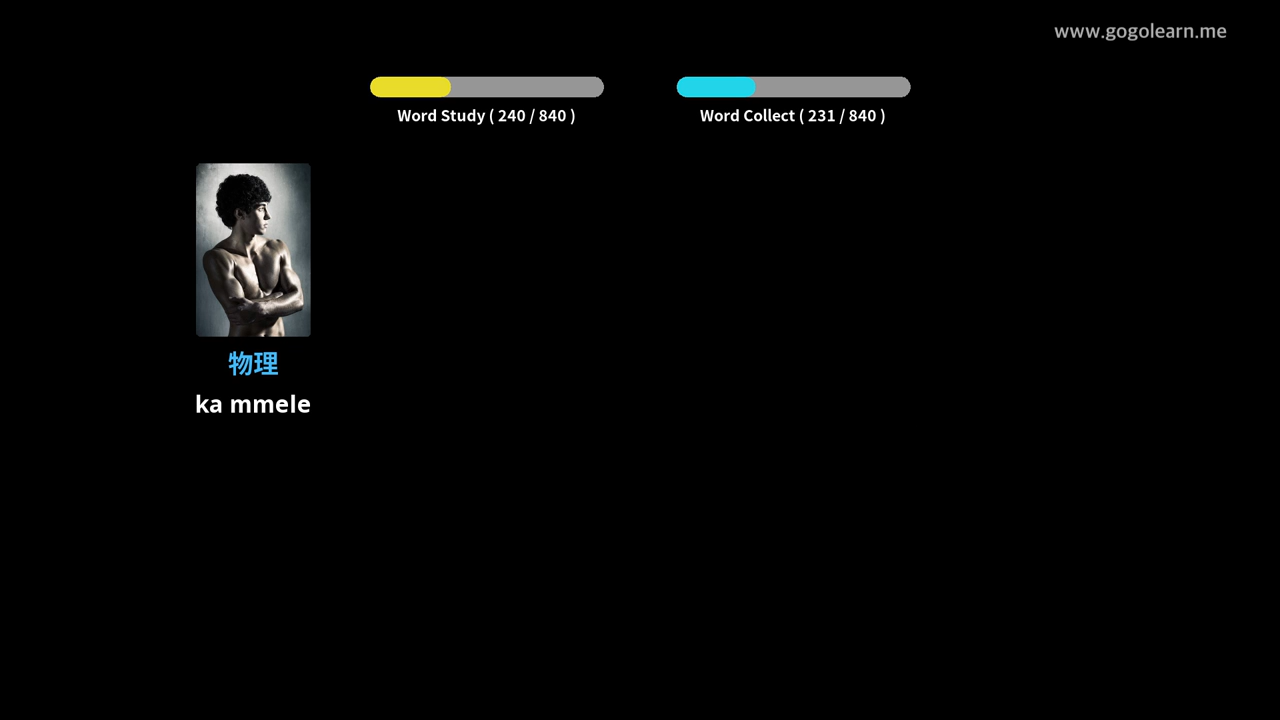 www.gogolearn.me
Word Study ( 240 / 840 )
Word Collect ( 231 / 840 )
物理
ka mmele